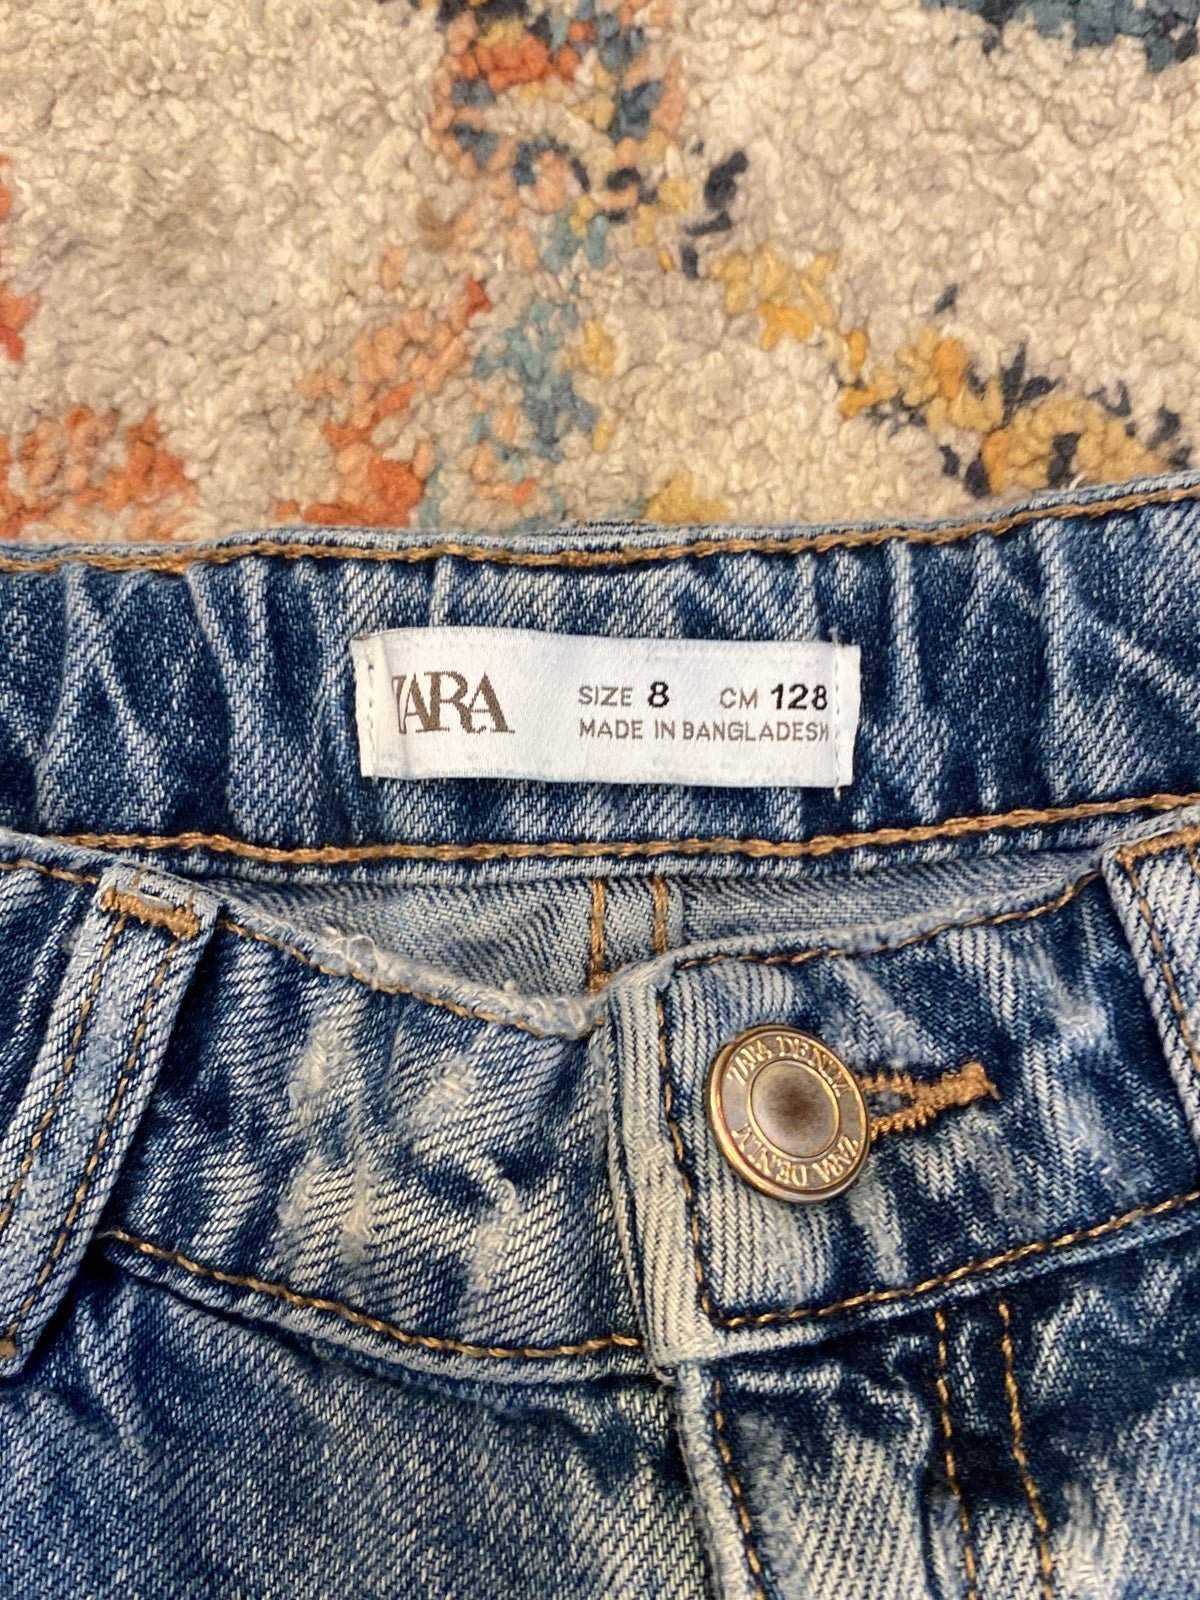 ZARA
SIZE 8 CM 128
MADE IN BANGLADESH
ZARA DENIM
ZARA DENIM